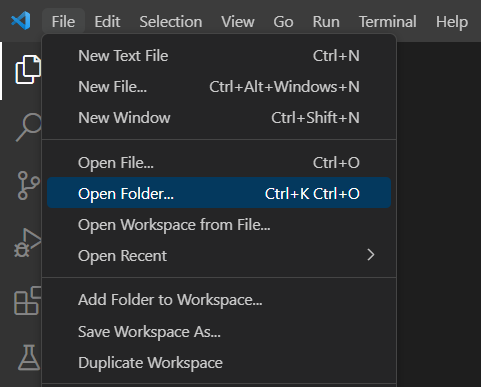 File Edit Selection View Go Run Terminal Help
New Text File Ctrl+N
New File... Ctrl+Alt+Windows+N
New Window Ctrl+Shift+N
Open File... Ctrl+O
Open Folder... Ctrl+K Ctrl+O
Open Workspace from File...
Open Recent
Add Folder to Workspace...
Save Workspace As...
Duplicate Workspace